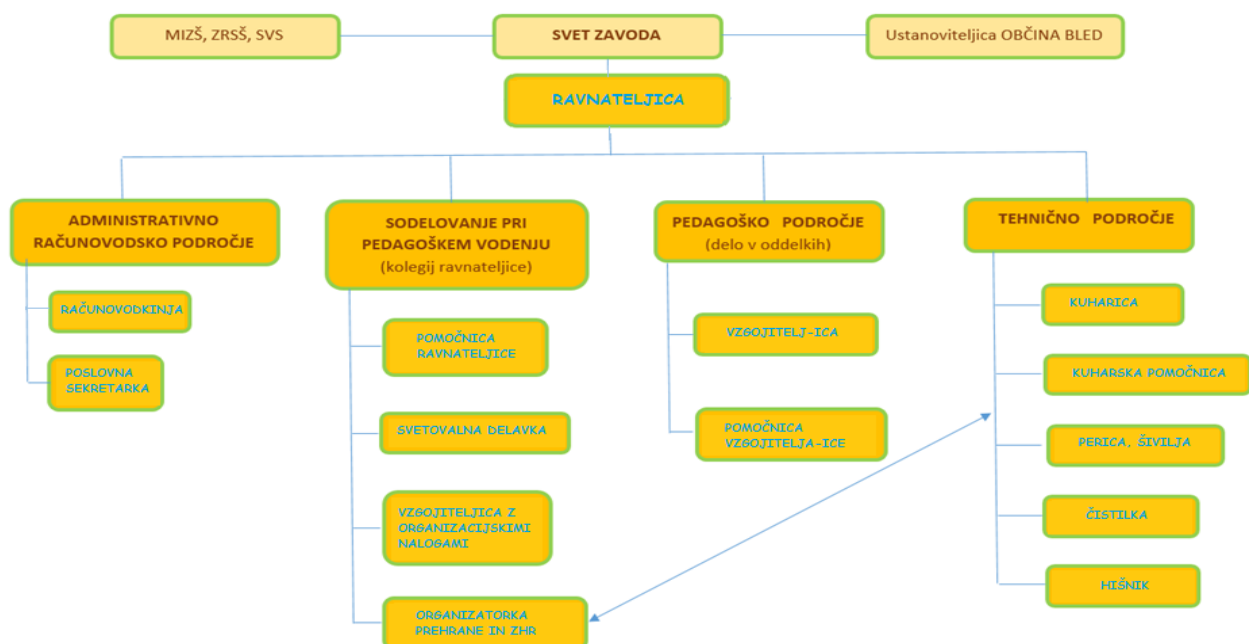 MIZŠ, ZRSŠ, SVS
SVET ZAVODA
Ustanoviteljica OBČINA BLED
RAVNATELJICA
ADMINISTRATIVNO
RAČUNOVODSKO PODROČJE
RAČUNOVODKINJA
POSLOVNA
SEKRETARKA
SODELOVANJE PRI
PEDAGOŠKEM VODENJU
(kolegij ravnateljice)
POMOČNICA
RAVNATELJICE
SVETOVALNA DELAVKA
VZGOJITELJICA Z
ORGANIZACIJSKIMI
NALOGAMI
ORGANIZATORKA
PREHRANE IN ZHR
PEDAGOŠKO PODROČJE
(delo v oddelkih)
VZGOJITELJ-ICA
POMOČNICA
VZGOJITELJA-ICE
TEHNIČNO PODROČJE
KUHARICA
KUHARSKA POMOČNICA
PERICA, ŠIVILJA
ČISTILKA
HIŠNIK